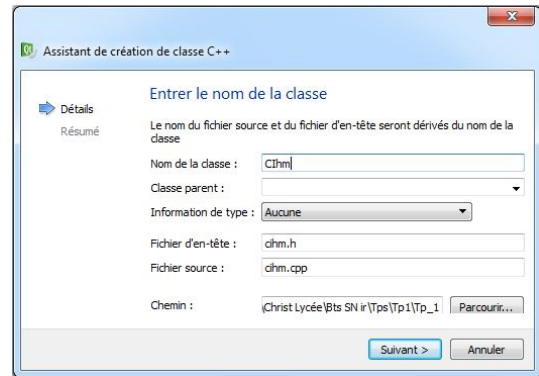 Assistant de création de classe C++
Détails
Résumé
Entrer le nom de la classe
Le nom du fichier source et du fichier d'en-tête seront dérivés du nom de la
classe
Nom de la classe : CIhm
Classe parent :
Information de type : Aucune
Fichier d'en-tête : cihm.h
Fichier source : cihm.cpp
Chemin : \Christ Lycée\Bts SN ir\Tps\Tp1\Tp_1 Parcourir...
Suivant > Annuler